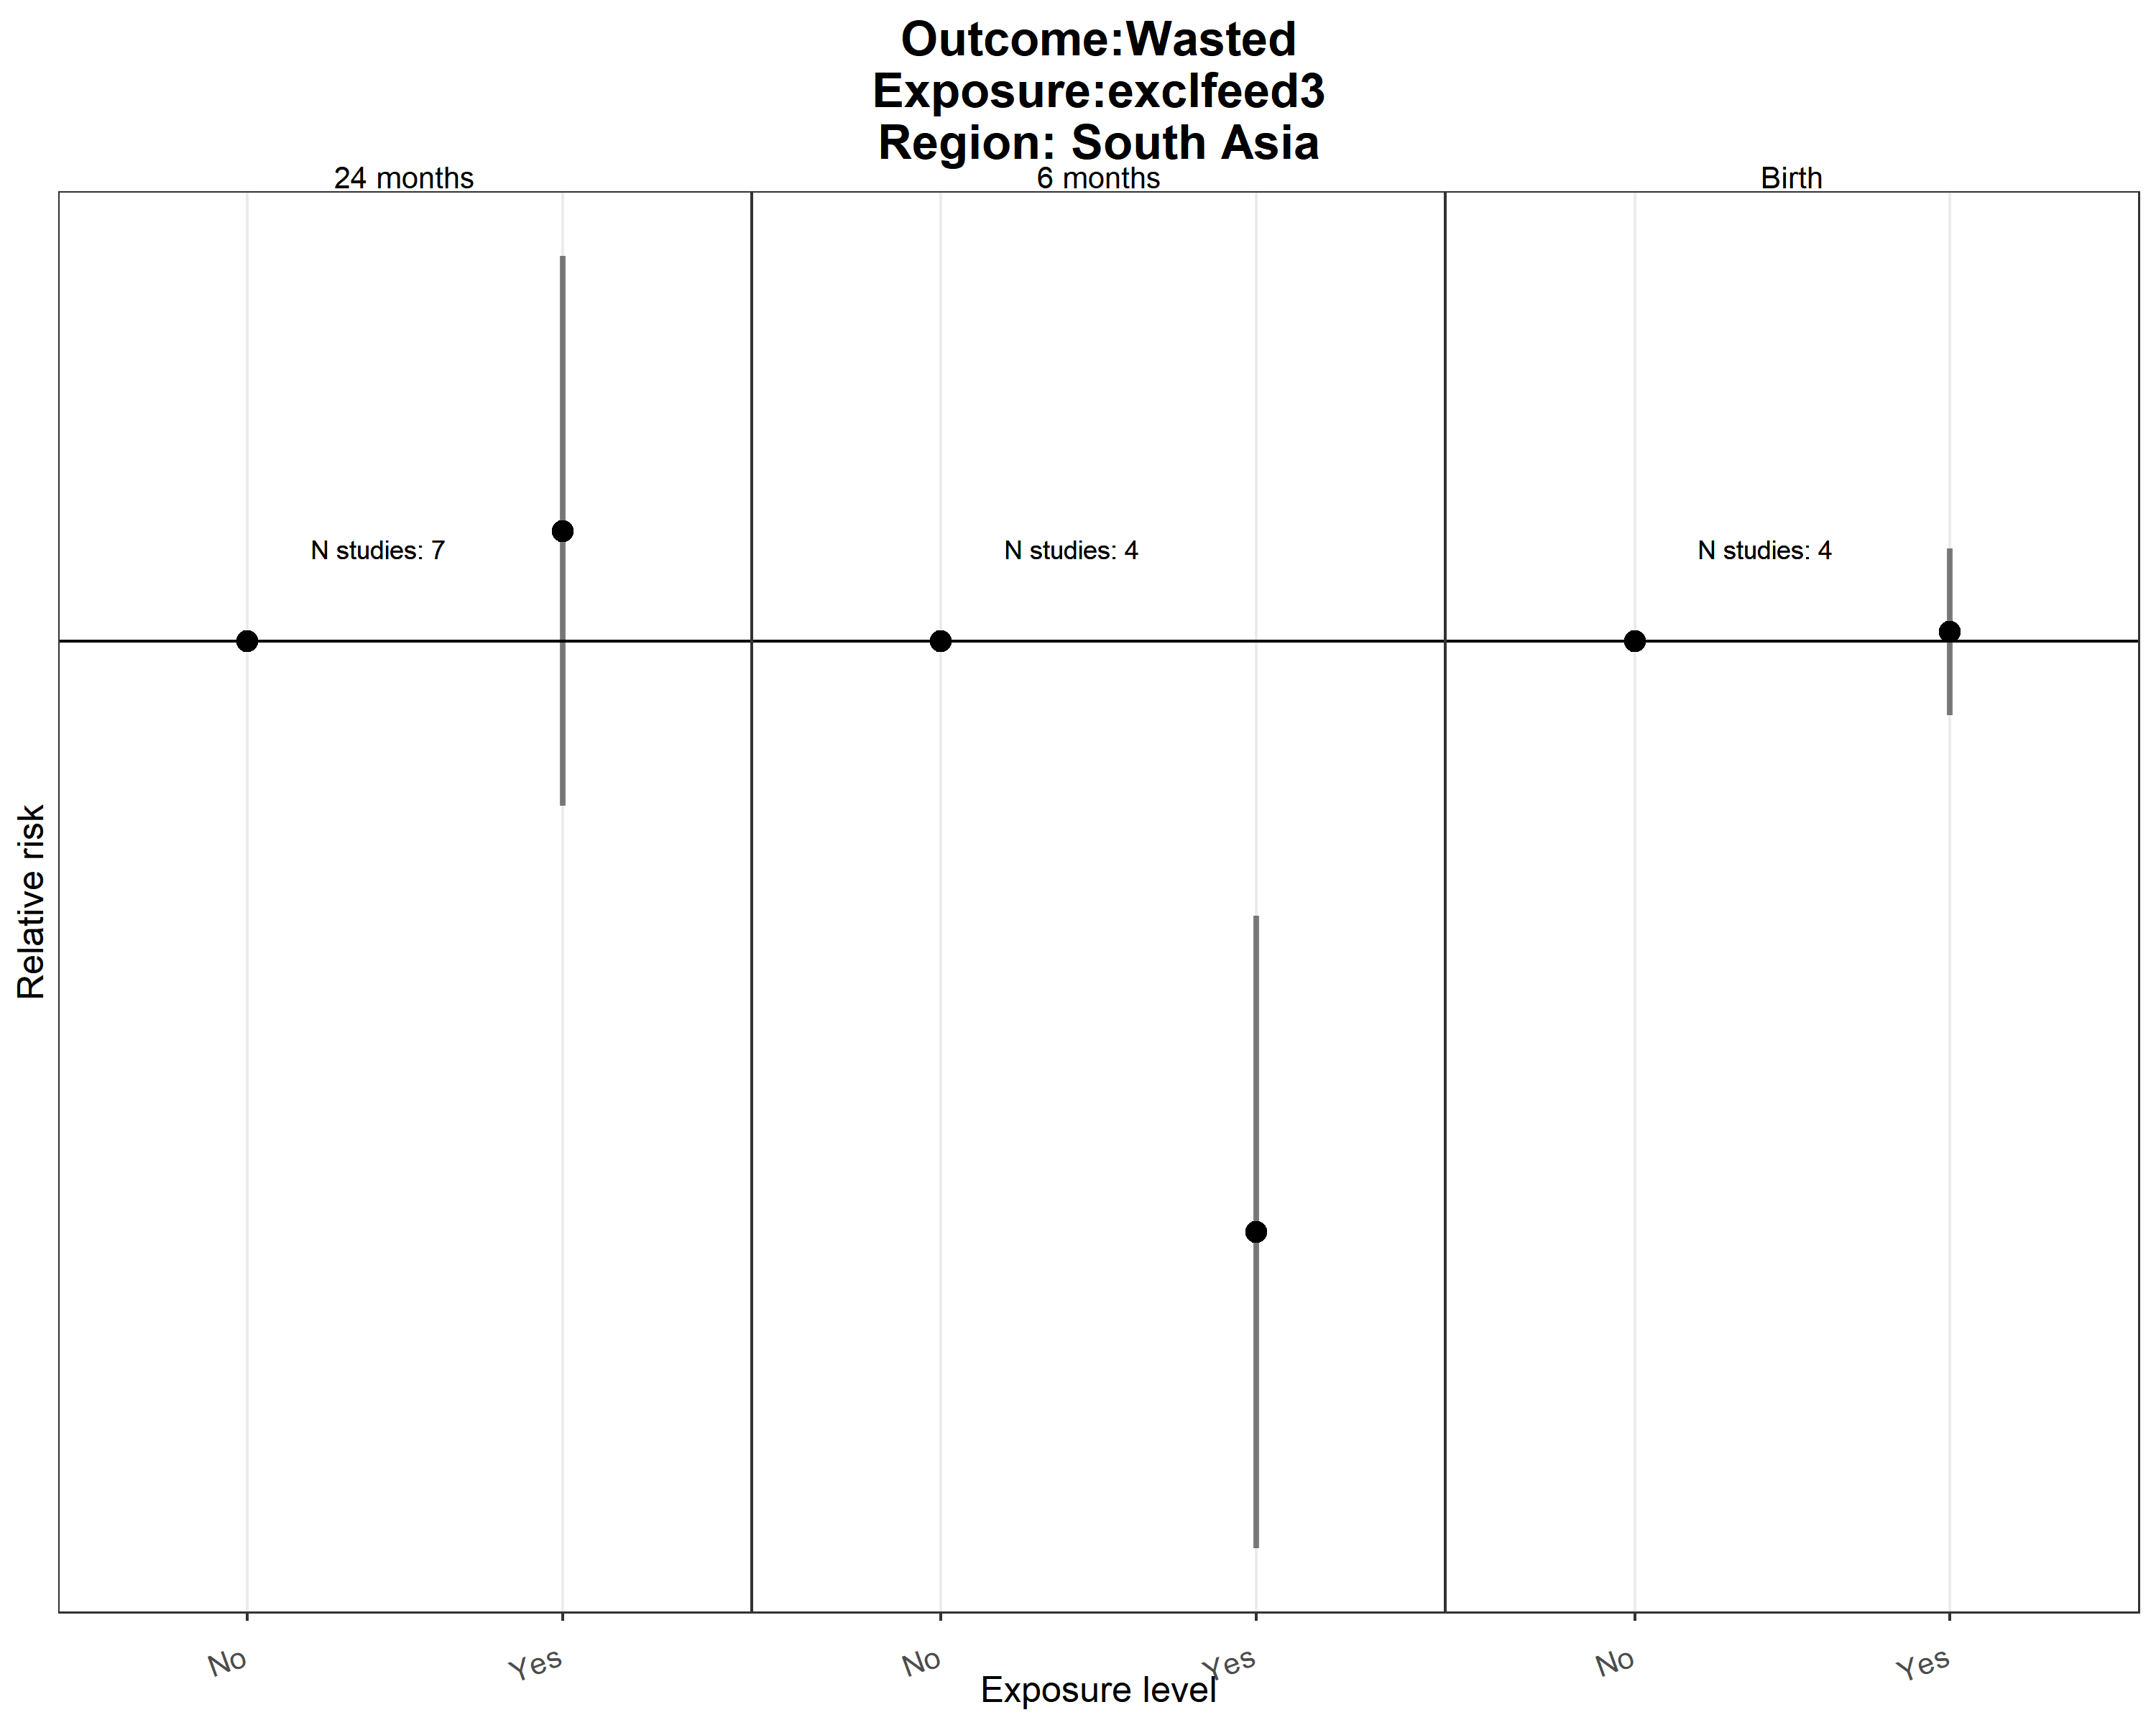 Outcome:Wasted
Exposure:exclfeed3
Region: South Asia
24 months
6 months
Birth
N studies: 7
N studies: 4
N studies: 4
Relative risk
No
Yes
No
Yes
No
Yes
Exposure level